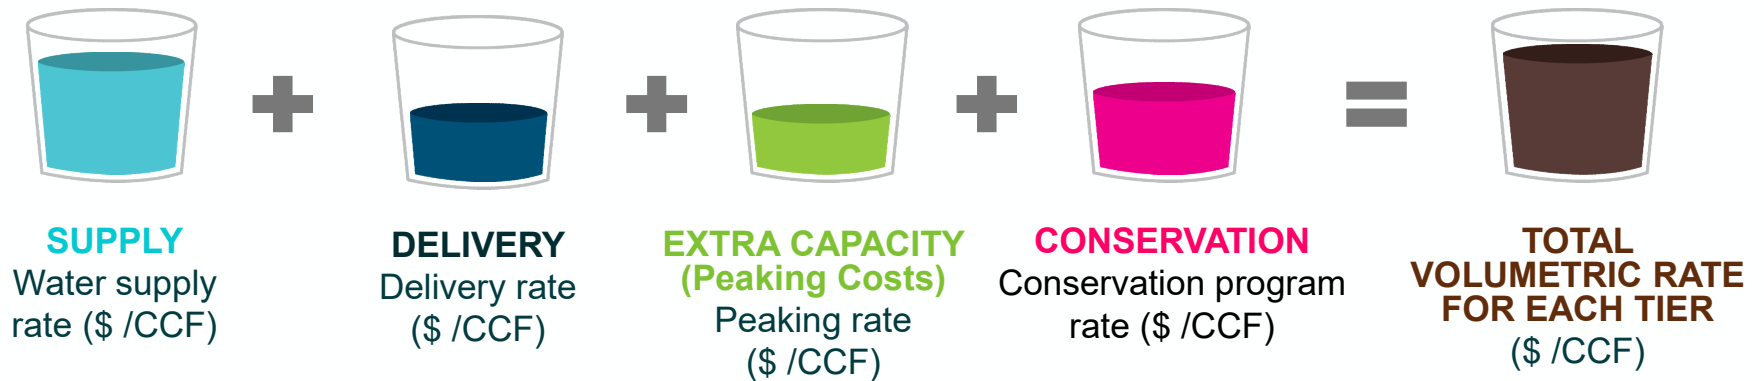 SUPPLY
Water supply
rate ($ /CCF)
DELIVERY
Delivery rate
($ /CCF)
EXTRA CAPACITY
(Peaking Costs)
Peaking rate
($ /CCF)
CONSERVATION
Conservation program
rate ($ /CCF)
TOTAL
VOLUMETRIC RATE
FOR EACH TIER
($ /CCF)